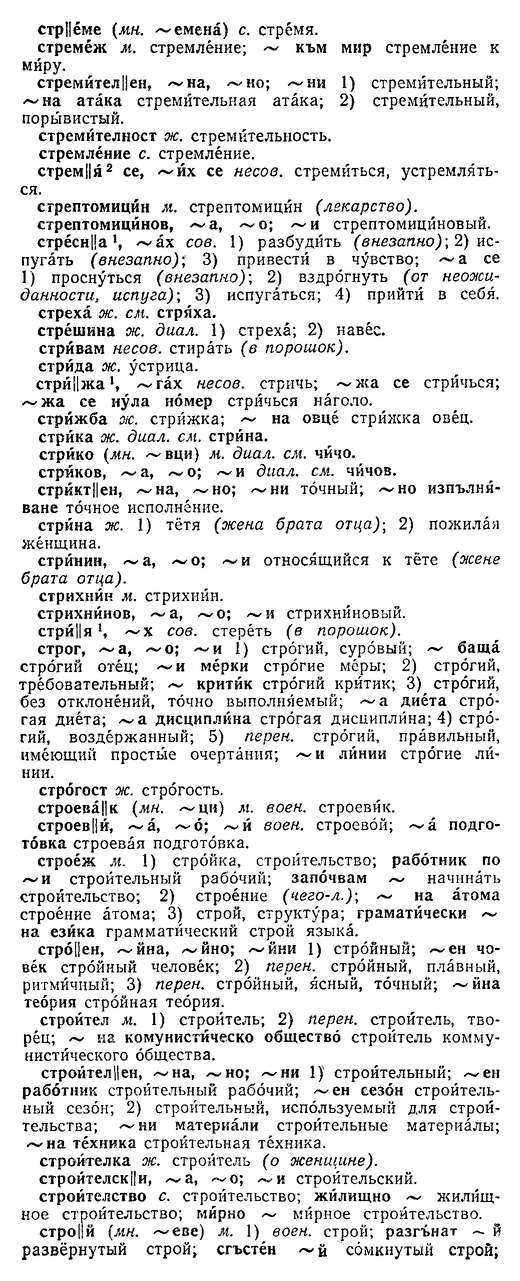 стр||е́ме (мн. ~емена́) с. стре́мя.
стреме́ж м. стремле́ние; ~ към мир стремле́ние к
ми́ру.
стреми́тел||ен, ~на, ~но; ~ни 1) стреми́тельный;
~на ата́ка стреми́тельная ата́ка; 2) стреми́тельный,
поры́вистый.
стреми́телност ж. стреми́тельность.
стремле́ние с. стремле́ние.
стрем||я́² се, ~и́х се несов. стреми́ться, устремля́ть-
ся.
стрептомици́н м. стрептомици́н (лекарство).
стрептомици́нов, ~а, ~о; ~и стрептомици́новый.
стре́сн||а¹, ~ах сов. 1) разбуди́ть (внезапно); 2) ис-
пуга́ть (внезапно); 3) привести́ в чу́вство; ~а се
1) просну́ться (внезапно); 2) вздро́гнуть (от неожи-
данности, испуга); 3) испуга́ться; 4) прийти́ в себя́.
стреха́ ж. см. стря́ха.
стре́шина ж. диал. 1) стреха́; 2) наве́с.
стри́вам несов. стира́ть (в порошок).
стри́да ж. у́стрица.
стри́||жа¹, ~гах несов. стричь; ~жа се стри́чься;
~жа се ну́ла но́мер стри́чься на́голо.
стри́жба ж. стри́жка; ~ на овце́ стри́жка ове́ц.
стри́ка ж. диал. см. стри́на.
стри́ко (мн. ~вци) м. диал. см. чи́чо.
стри́ков, ~а, ~о; ~и диал. см. чи́чов.
стри́кт||ен, ~на, ~но; ~ни то́чный; ~но изпълня́-
ване то́чное исполне́ние.
стри́на ж. 1) тётя (жена брата отца); 2) пожила́я
же́нщина.
стри́нин, ~а, ~о; ~и относя́щийся к тёте (жене
брата отца).
стрихни́н м. стрихни́н.
стрихни́нов, ~а, ~о; ~и стрихни́новый.
стри́||я¹, ~х сов. стере́ть (в порошок).
строг, ~а, ~о; ~и 1) стро́гий, суро́вый; ~ баща́
стро́гий оте́ц; ~и ме́рки стро́гие ме́ры; 2) стро́гий,
тре́бовательный; ~ крити́к стро́гий кри́тик; 3) стро́гий,
без отклоне́ний, то́чно выполня́емый; ~а дие́та стро́-
гая дие́та; ~а дисципли́на стро́гая дисципли́на; 4) стро́-
гий, возде́ржанный; 5) перен. стро́гий, пра́вильный,
име́ющий просты́е очерта́ния; ~и ли́нии стро́гие ли́-
нии.
стро́гост ж. стро́гость.
строева́||к (мн. ~ци) м. воен. строеви́к.
строев||и́, ~а́, ~о́; ~и́ воен. строево́й; ~а́ подго-
то́вка строева́я подгото́вка.
строе́ж м. 1) стро́йка, строи́тельство; рабо́тник по
~и строи́тельный рабо́чий; запо́чвам ~ начина́ть
строи́тельство; 2) строе́ние (чего-л.); ~ на а́тома
строе́ние а́тома; 3) строй, структу́ра; грамати́чески ~
на ези́ка граммати́ческий строй языка́.
стро́||ен, ~йна, ~йно; ~йни 1) стро́йный; ~ен чо-
ве́к стро́йный челове́к; 2) перен. стро́йный, пла́вный,
ритми́чный; 3) перен. стро́йный, я́сный, то́чный; ~йна
тео́рия стро́йная тео́рия.
строи́тел м. 1) строи́тель; 2) перен. строи́тель, тво-
ре́ц; ~ на комунисти́ческо о́бщество строи́тель комму-
нисти́ческого о́бщества.
строи́тел||ен, ~на, ~но; ~ни 1) строи́тельный; ~ен
рабо́тник строи́тельный рабо́чий; ~ен сезо́н строи́тель-
ный сезо́н; 2) строи́тельный, испо́льзуемый для строи́-
тельства; ~ни материа́ли строи́тельные материа́лы;
~на те́хника строи́тельная те́хника.
строи́телка ж. строи́тель (о женщине).
строи́телск||и, ~а, ~о; ~и строи́тельский.
строи́телство с. строи́тельство; жили́щно ~ жили́щ-
ное строи́тельство; ми́рно ~ ми́рное строи́тельство.
стро||й (мн. ~еве) м. 1) воен. строй; разгъ́нат ~й
развёрнутый строй; сгъсте́н ~й со́мкнутый строй;